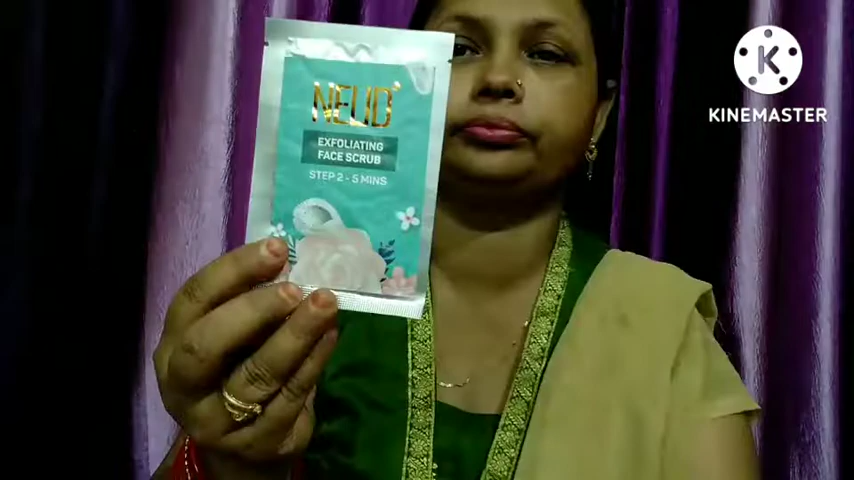 NEUD
EXFOLIATING
FACE SCRUB
STEP 2 - 5 MINS
K
KINEMASTER